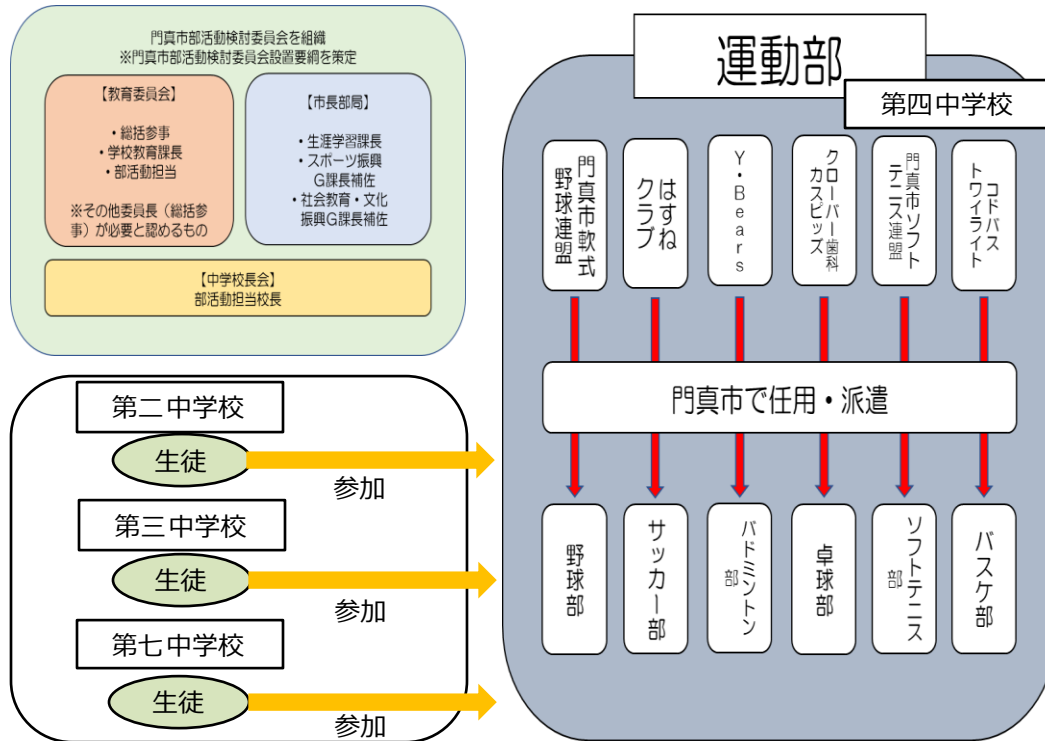 門真市部活動検討委員会を組織
※門真市部活動検討委員会設置要綱を策定
【教育委員会】
・総括参事
・学校教育課長
・部活動担当
※その他委員長（総括参
事）が必要と認めるもの
【市長部局】
・生涯学習課長
・スポーツ振興
G課長補佐
・社会教育・文化
振興G課長補佐
【中学校長会】
部活動担当校長
第二中学校
生徒
参加
第三中学校
生徒
参加
第七中学校
生徒
参加
運動部
第四中学校
門真市軟式
野球連盟
はすね
クラブ
Y・Bears
クローバー歯科
カスピッズ
門真市ソフト
テニス連盟
コドバス
トワイライト
門真市で任用・派遣
野球部
サッカー部
バドミントン
部
卓球部
ソフトテニス
部
バスケ部